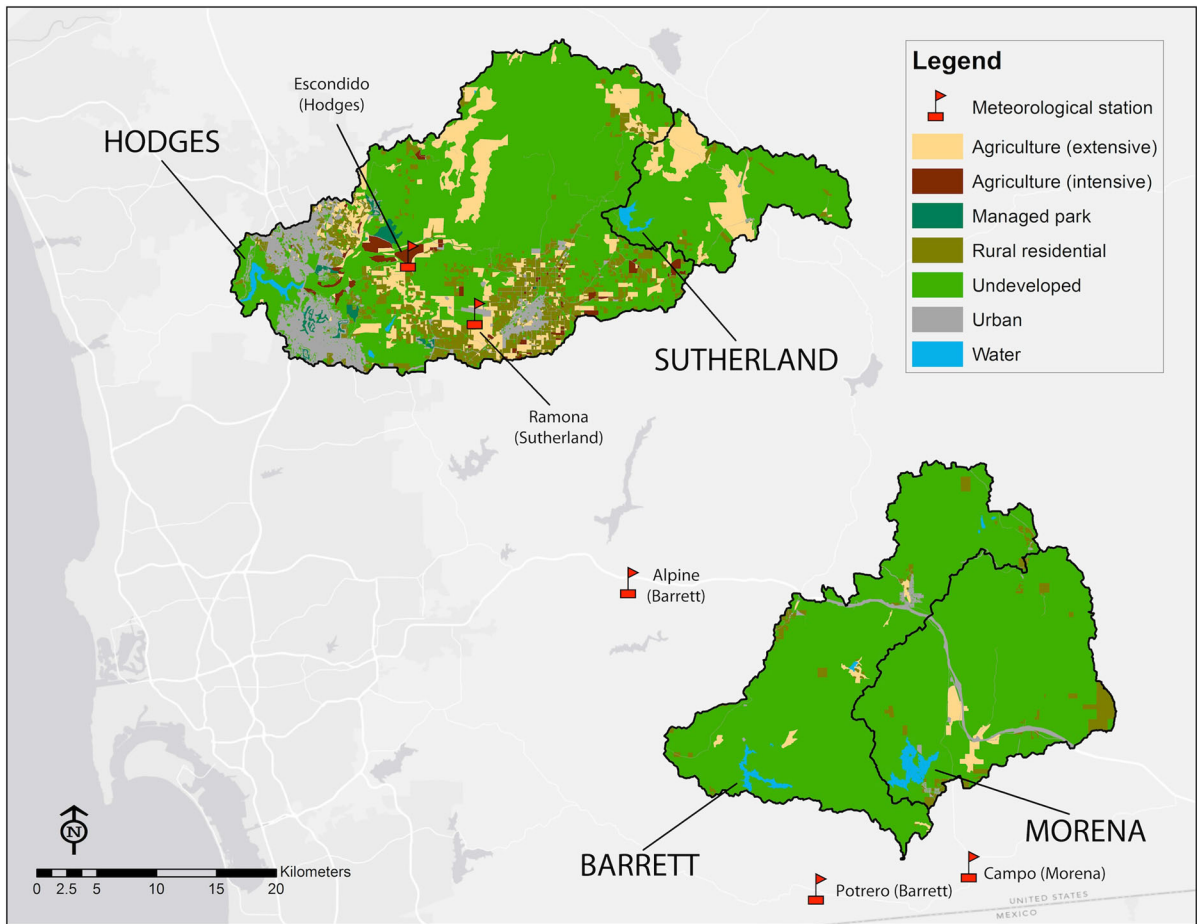 Escondido
(Hodges)
HODGES
Legend
Meteorological station
Agriculture (extensive)
Agriculture (intensive)
Managed park
Rural residential
Undeveloped
Urban
Water
SUTHERLAND
Ramona
(Sutherland)
Alpine
(Barrett)
MORENA
BARRETT
Campo (Morena)
Potrero (Barrett)
N
Kilometers
0 2.5 5 10 15 20
UNITED STATES
MEXICO